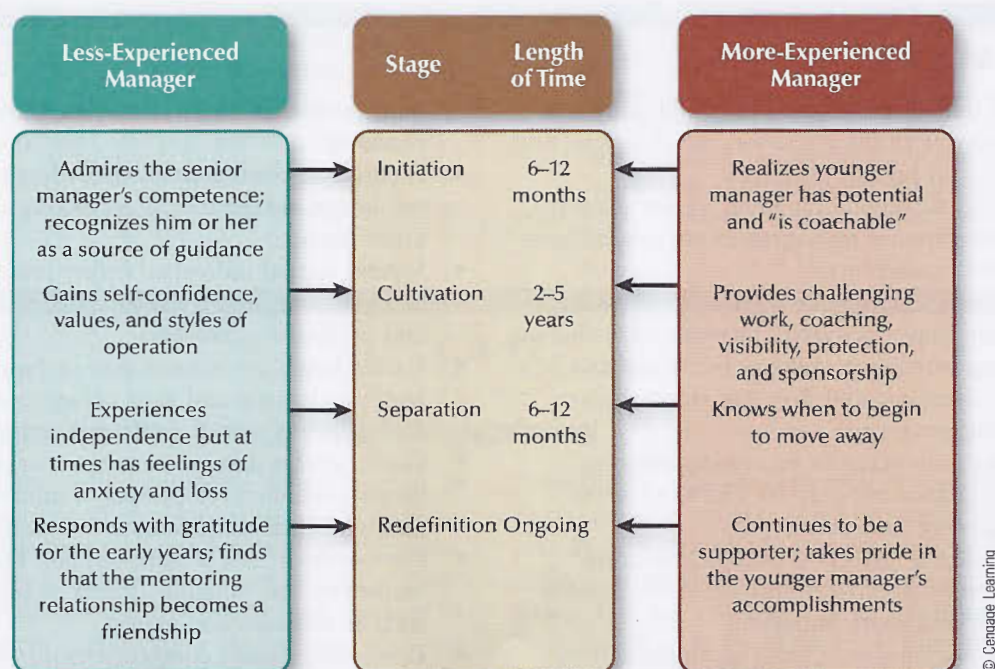 Less-Experienced
Manager
Stage
Length
of Time
More-Experienced
Manager
Admires the senior
manager's competence;
recognizes him or her
as a source of guidance
Initiation
6–12
months
Realizes younger
manager has potential
and "is coachable"
Gains self-confidence,
values, and styles of
operation
Cultivation
2–5
years
Provides challenging
work, coaching,
visibility, protection,
and sponsorship
Experiences
independence but at
times has feelings of
anxiety and loss
Separation
6–12
months
Knows when to begin
to move away
Responds with gratitude
for the early years; finds
that the mentoring
relationship becomes a
friendship
Redefinition Ongoing
Continues to be a
supporter; takes pride in
the younger manager's
accomplishments
© Cengage Learning